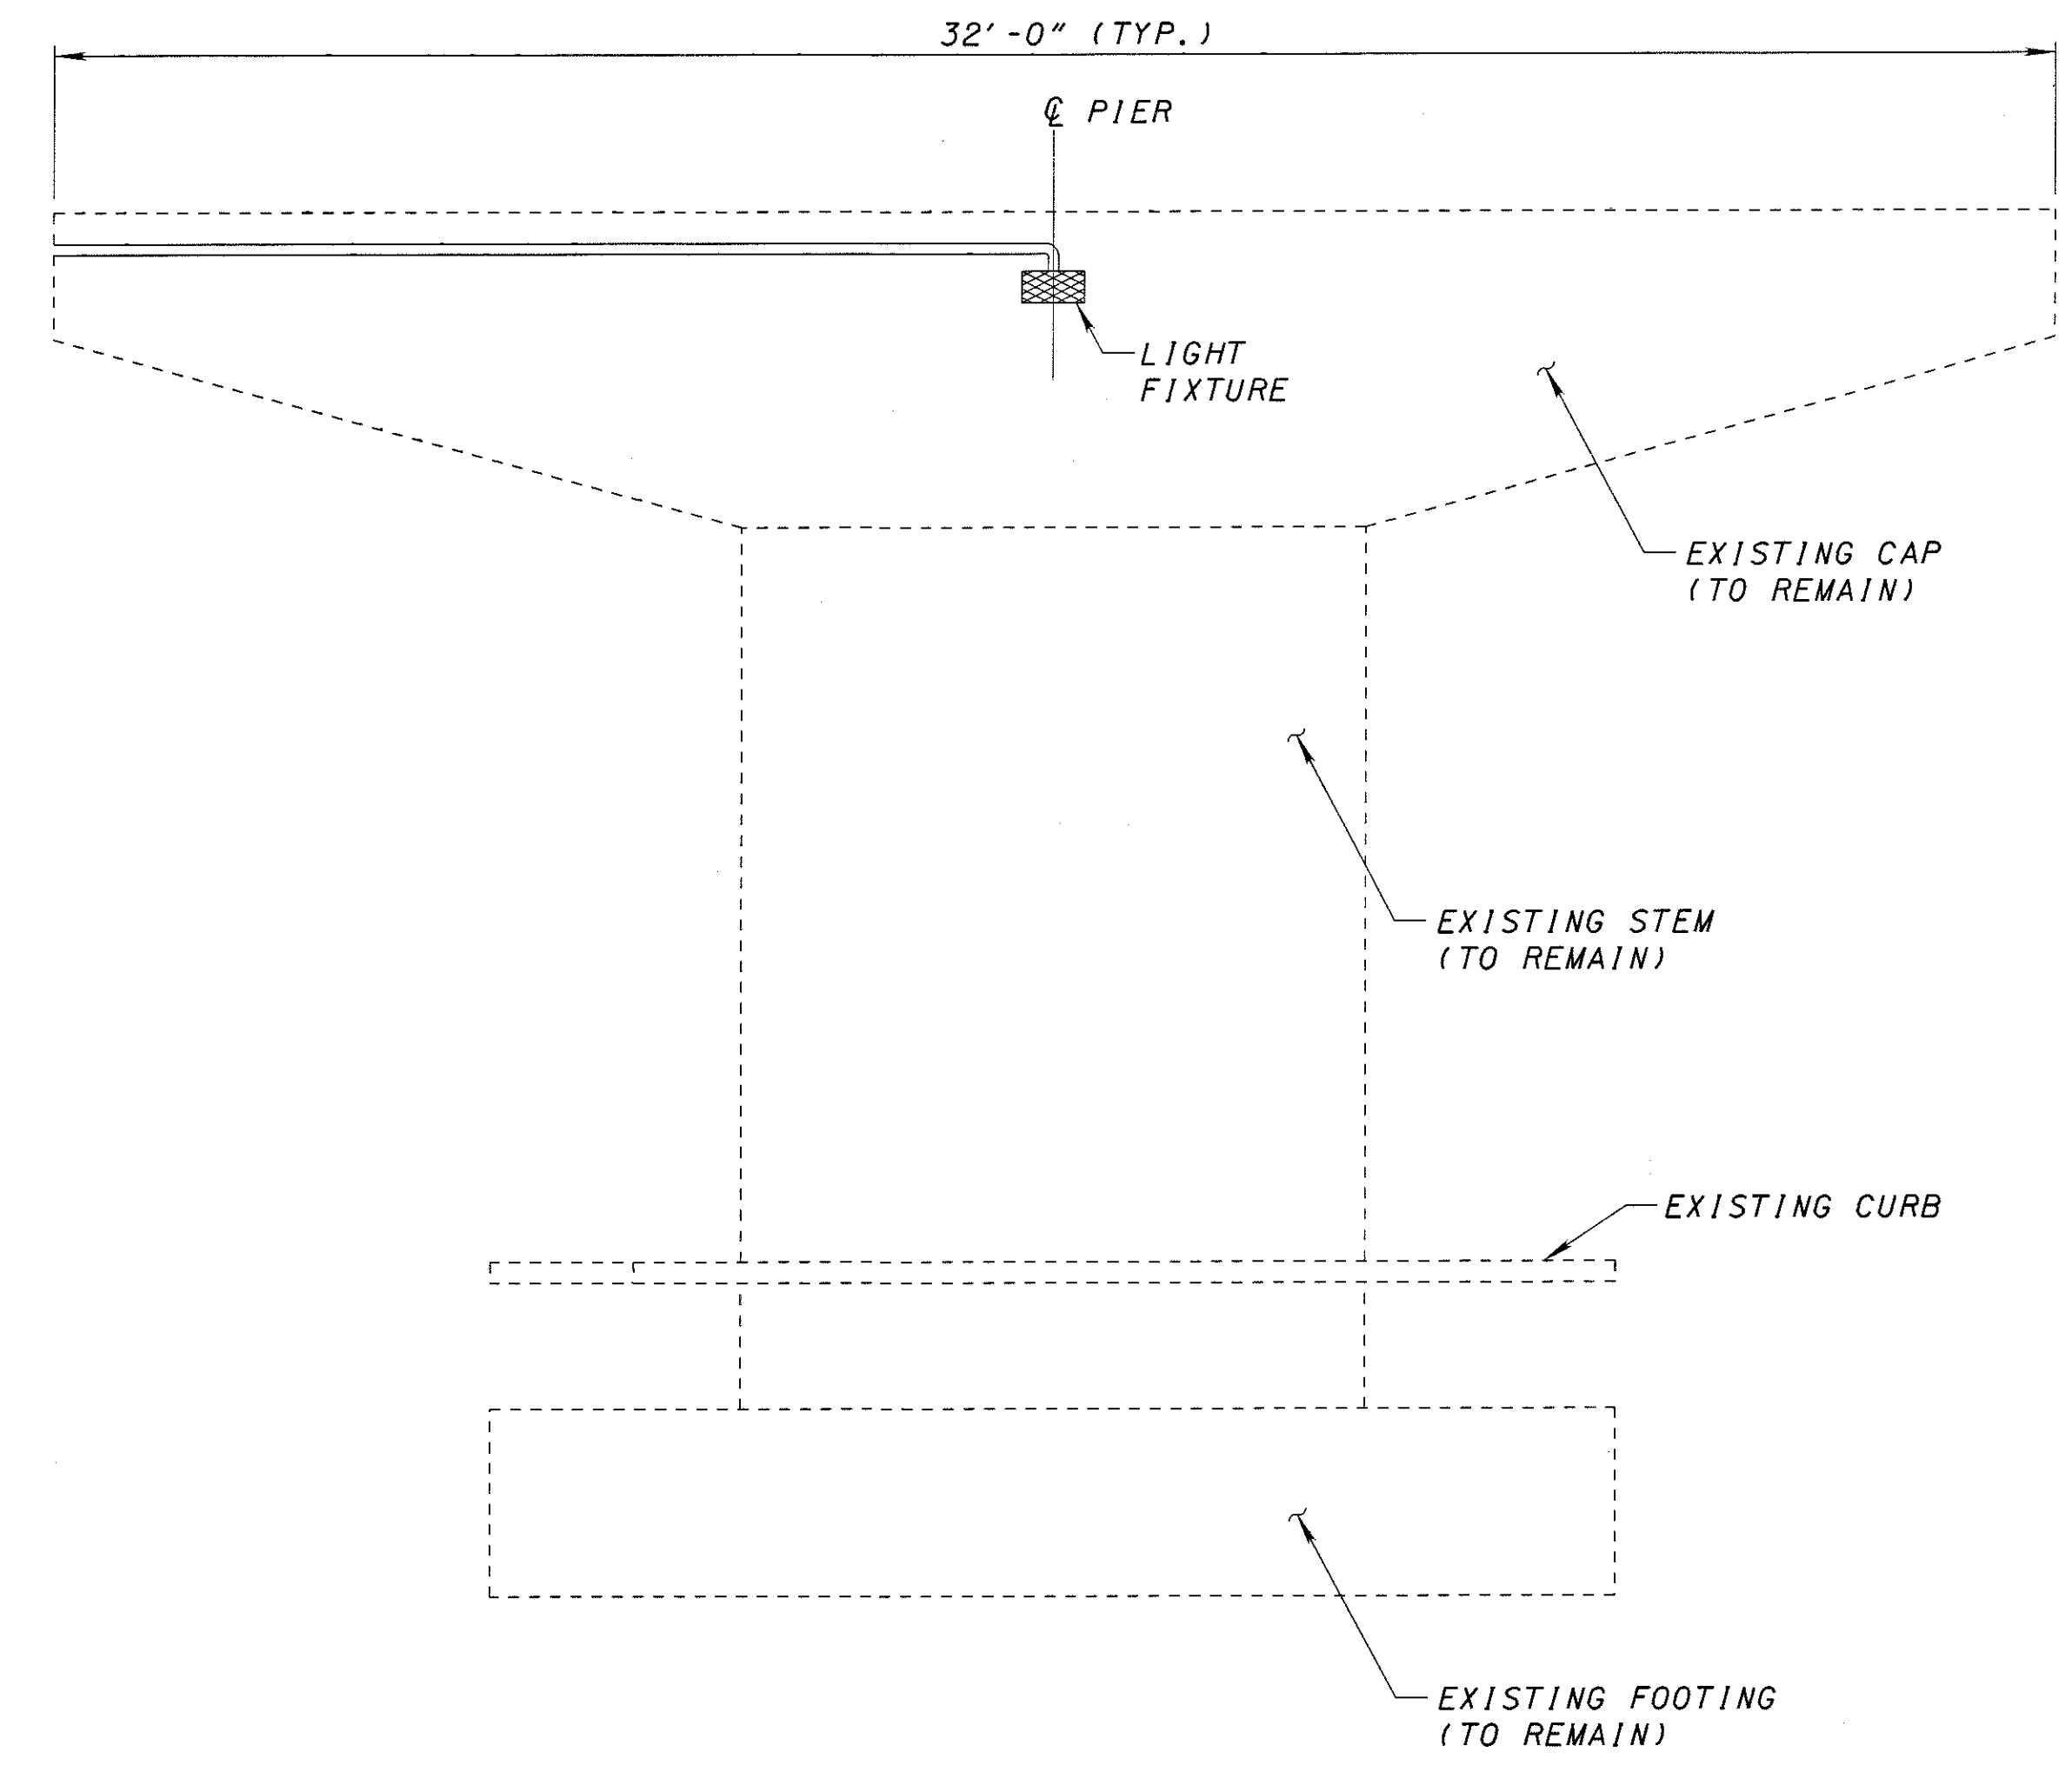 32'-0" (TYP.)
℄ PIER
LIGHT
FIXTURE
EXISTING CAP
(TO REMAIN)
EXISTING STEM
(TO REMAIN)
EXISTING CURB
EXISTING FOOTING
(TO REMAIN)